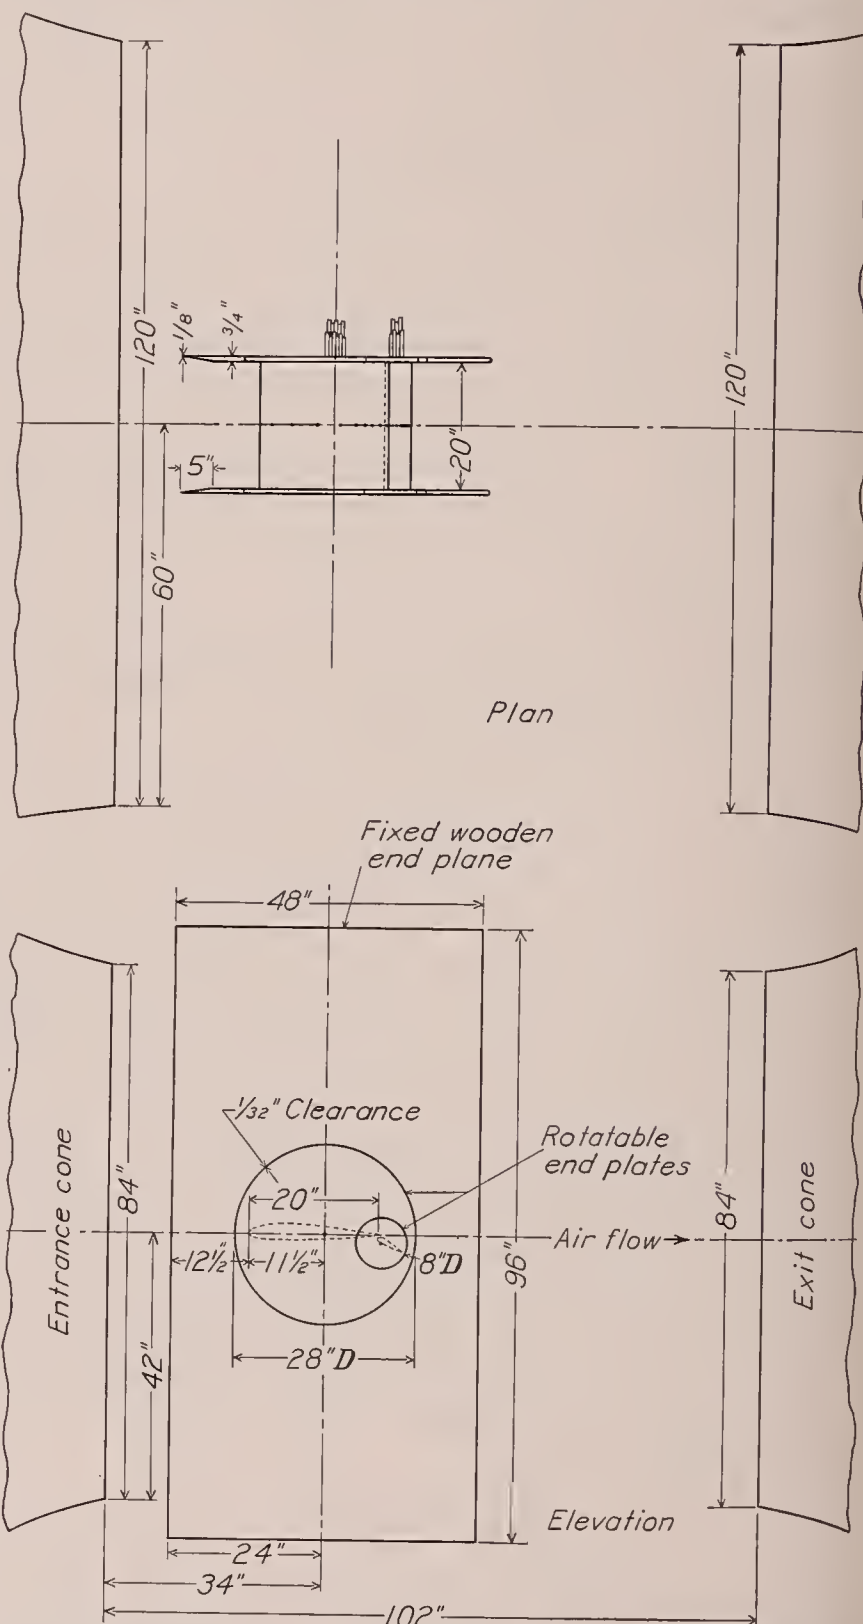 120"
1/8"
3/4"
120"
5"
20"
60"
Plan
Fixed wooden
end plane
48"
1/32" Clearance
Rotatable
end plates
Entrance cone
84"
20"
84"
Exit cone
Air flow
12½"
11½"
8"D
96"
28"D
42"
Elevation
24"
34"
102"